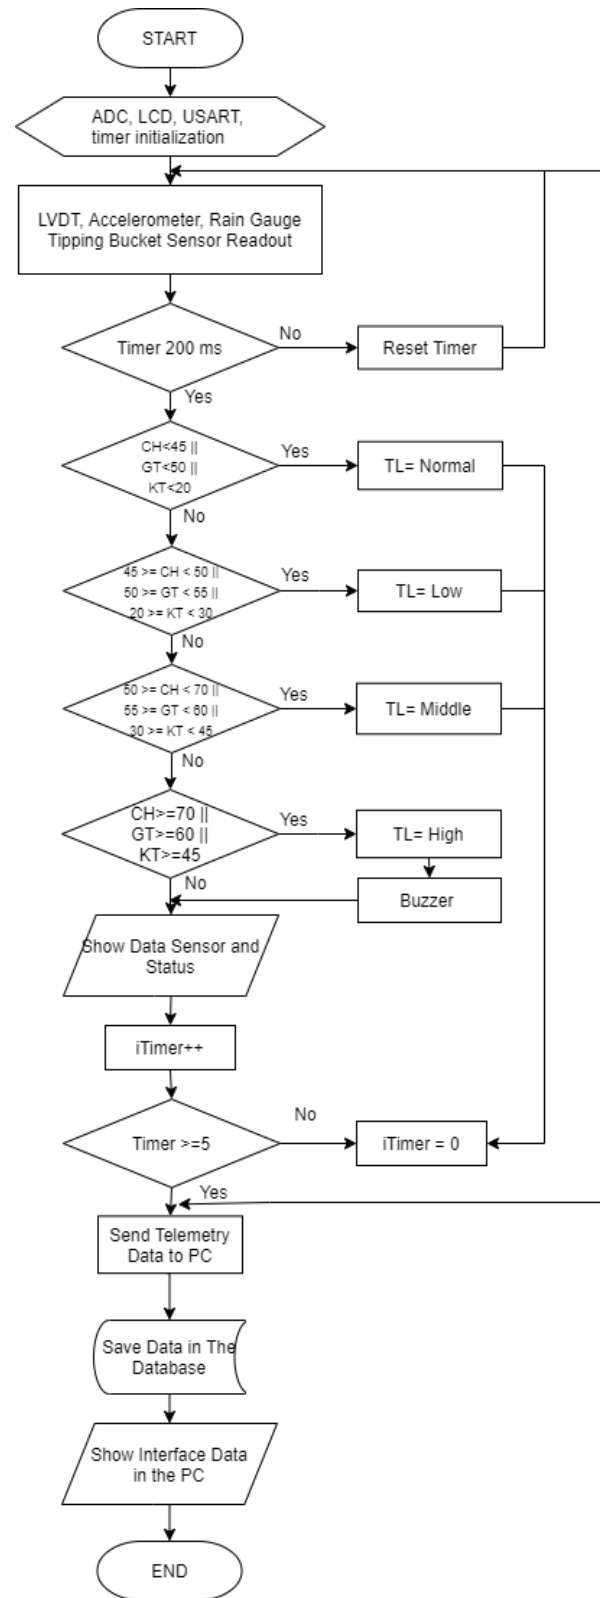 START
ADC, LCD, USART,
timer initialization
LVDT, Accelerometer, Rain Gauge
Tipping Bucket Sensor Readout
Timer 200 ms
No
Reset Timer
Yes
CH<45 ||
GT<50 ||
KT<20
Yes
TL= Normal
No
45 >= CH < 50 ||
50 >= GT < 55 ||
20 >= KT < 30
Yes
TL= Low
No
50 >= CH < 70 ||
55 >= GT < 60 ||
30 >= KT < 45
Yes
TL= Middle
No
CH>=70 ||
GT>=60 ||
KT>=45
Yes
TL= High
No
Buzzer
Show Data Sensor and
Status
iTimer++
Timer >=5
No
iTimer = 0
Yes
Send Telemetry
Data to PC
Save Data in The
Database
Show Interface Data
in the PC
END